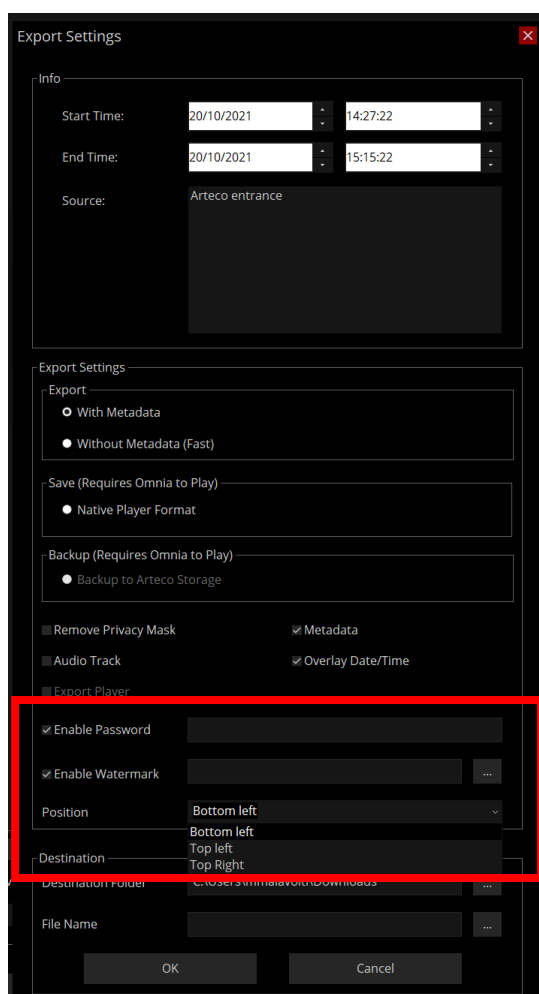 Export Settings
Info
Start Time: 20/10/2021 14:27:22
End Time: 20/10/2021 15:15:22
Source: Arteco entrance
Export Settings
Export
With Metadata
Without Metadata (Fast)
Save (Requires Omnia to Play)
Native Player Format
Backup (Requires Omnia to Play)
Backup to Arteco Storage
Remove Privacy Mask Metadata
Audio Track Overlay Date/Time
Export Player
Enable Password
Enable Watermark ...
Position Bottom left
Bottom left
Top left
Top Right
Destination
Destination Folder C:\Users\mmalavolti\Downloads ...
File Name ...
OK Cancel